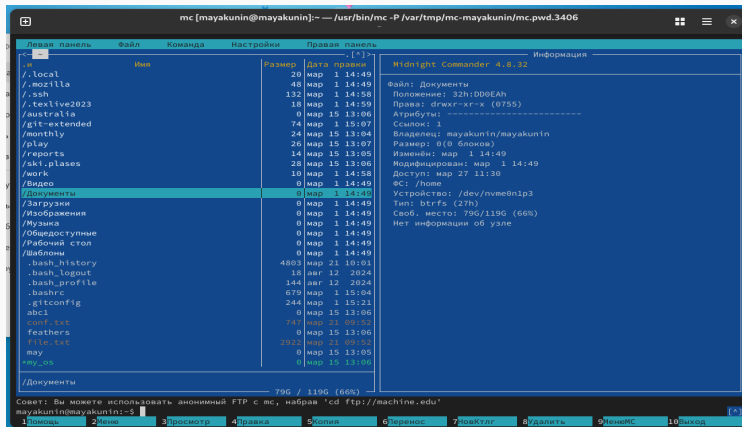 mc [mayakunin@mayakunin]:~ — /usr/bin/mc -P /var/tmp/mc-mayakunin/mc.pwd.3406
Левая панель Файл Команда Настройки Правая панель
<- ~ .[^]>
.и Имя Размер Дата правки
/.local 20 мар 1 14:49
/.mozilla 48 мар 1 14:49
/.ssh 132 мар 1 14:58
/.texlive2023 18 мар 1 14:59
/australia 0 мар 15 13:06
/git-extended 74 мар 1 15:07
/monthly 24 мар 15 13:04
/play 26 мар 15 13:07
/reports 14 мар 15 13:05
/ski.plases 28 мар 15 13:06
/work 10 мар 1 14:58
/Видео 0 мар 1 14:49
/Документы 0 мар 1 14:49
/Загрузки 0 мар 1 14:49
/Изображения 0 мар 1 14:49
/Музыка 0 мар 1 14:49
/Общедоступные 0 мар 1 14:49
/Рабочий стол 0 мар 1 14:49
/Шаблоны 0 мар 1 14:49
.bash_history 4803 мар 21 10:01
.bash_logout 18 авг 12 2024
.bash_profile 144 авг 12 2024
.bashrc 679 мар 1 15:04
.gitconfig 244 мар 1 15:21
abc1 0 мар 15 13:06
conf.txt 747 мар 21 09:52
feathers 0 мар 15 13:06
file.txt 2922 мар 21 09:52
may 0 мар 15 13:05
*my_os 0 мар 15 13:06
/Документы
79G / 119G (66%)
Информация
Midnight Commander 4.8.32
Файл: Документы
Положение: 32h:DD0EAh
Права: drwxr-xr-x (0755)
Атрибуты: ------------------------
Ссылок: 1
Владелец: mayakunin/mayakunin
Размер: 0(0 блоков)
Изменён: мар 1 14:49
Модифицирован: мар 1 14:49
Доступ: мар 27 11:30
ФС: /home
Устройство: /dev/nvme0n1p3
Тип: btrfs (27h)
Своб. место: 79G/119G (66%)
Нет информации об узле
Совет: Вы можете использовать анонимный FTP с mc, набрав 'cd ftp://machine.edu'
mayakunin@mayakunin:~$ [^]
1Помощь 2Меню 3Просмотр 4Правка 5Копия 6Перенос 7НовКтлг 8Удалить 9МенюMC 10Выход